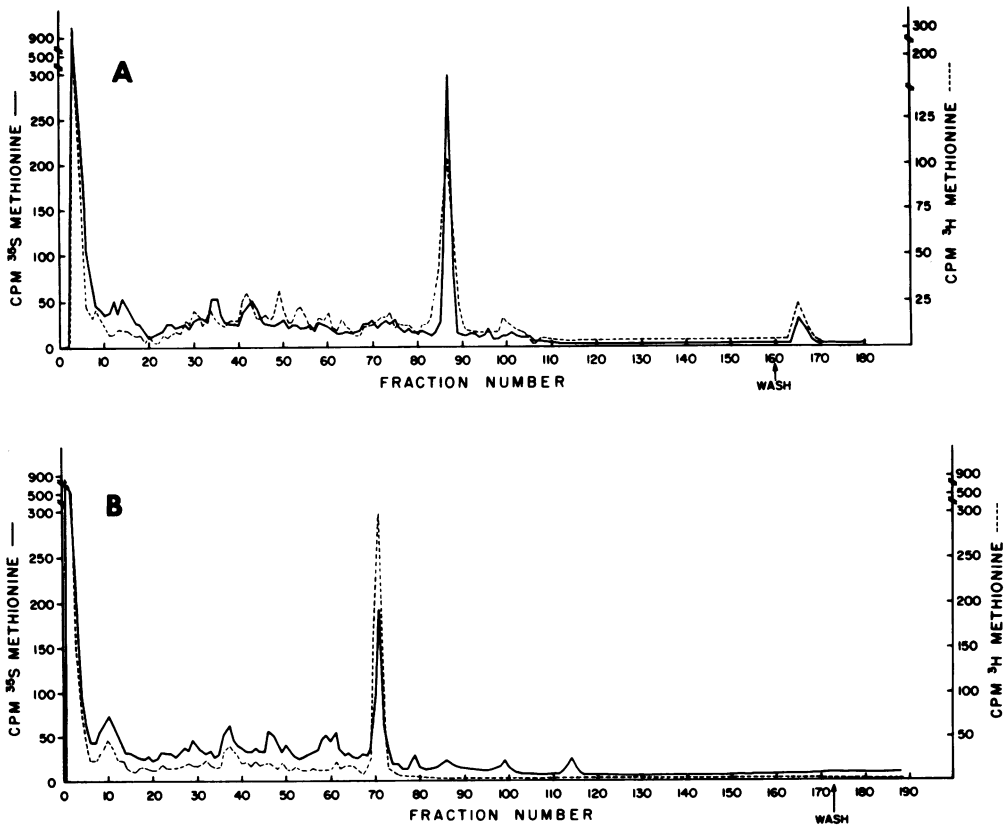 A
900
500
300
250
200
150
100
50
0
CPM 35S METHIONINE
300
200
125
100
75
50
25
CPM 3H METHIONINE
0 10 20 30 40 50 60 70 80 90 100 110 120 130 140 150 160 170 180
FRACTION NUMBER
WASH
B
900
500
300
250
200
150
100
50
0
CPM 35S METHIONINE
900
500
300
250
200
150
100
50
CPM 3H METHIONINE
0 10 20 30 40 50 60 70 80 90 100 110 120 130 140 150 160 170 180 190
FRACTION NUMBER
WASH